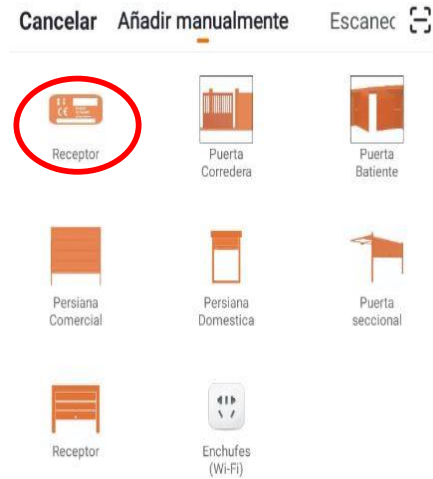 Cancelar Añadir manualmente Escanec
Receptor
Puerta
Corredera
Puerta
Batiente
Persiana
Comercial
Persiana
Domestica
Puerta
seccional
Receptor
Enchufes
(Wi-Fi)